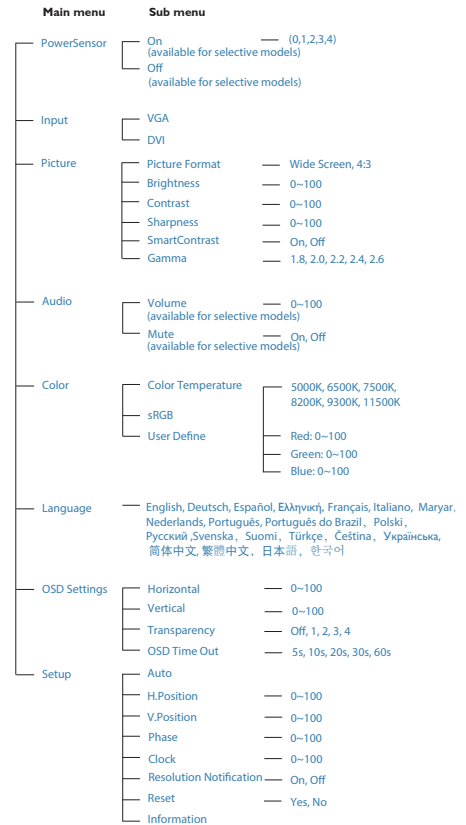 Main menu Sub menu
PowerSensor On (0,1,2,3,4)
(available for selective models)
Off
(available for selective models)
Input VGA
DVI
Picture Picture Format Wide Screen, 4:3
Brightness 0~100
Contrast 0~100
Sharpness 0~100
SmartContrast On, Off
Gamma 1.8, 2.0, 2.2, 2.4, 2.6
Audio Volume 0~100
(available for selective models)
Mute On, Off
(available for selective models)
Color Color Temperature 5000K, 6500K, 7500K,
8200K, 9300K, 11500K
sRGB
User Define Red: 0~100
Green: 0~100
Blue: 0~100
Language English, Deutsch, Español, Ελληνική, Français, Italiano, Maryar,
Nederlands, Português, Português do Brazil, Polski,
Русский ,Svenska, Suomi, Türkçe, Čeština, Українська,
简体中文, 繁體中文, 日本語, 한국어
OSD Settings Horizontal 0~100
Vertical 0~100
Transparency Off, 1, 2, 3, 4
OSD Time Out 5s, 10s, 20s, 30s, 60s
Setup Auto
H.Position 0~100
V.Position 0~100
Phase 0~100
Clock 0~100
Resolution Notification On, Off
Reset Yes, No
Information